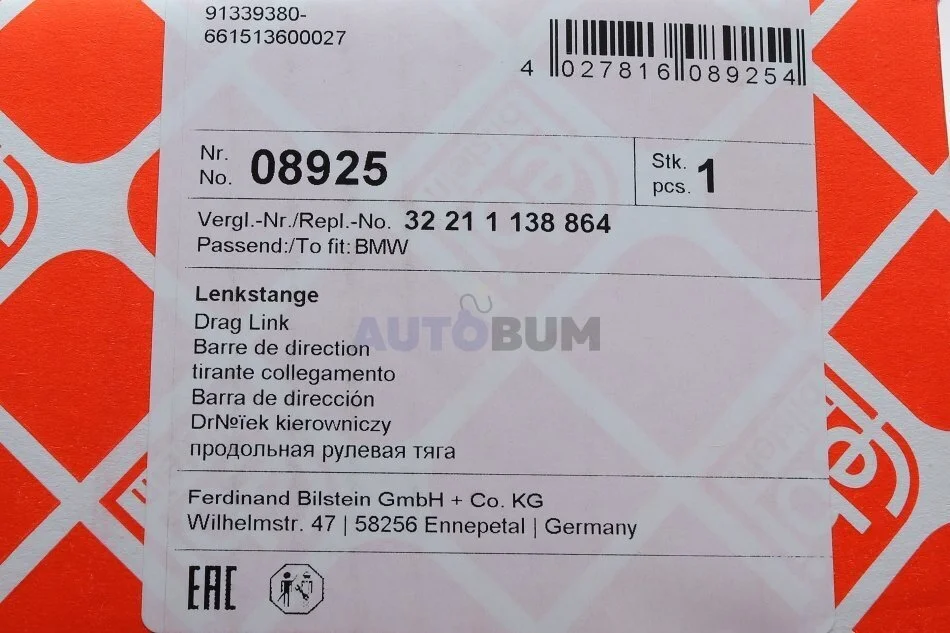 91339380-
661513600027
4 027816 089254
Nr.
No. 08925
Stk.
pcs. 1
Vergl.-Nr./Repl.-No. 32 21 1 138 864
Passend:/To fit: BMW
Lenkstange
Drag Link
AUTOBUM
Barre de direction
tirante collegamento
Barra de dirección
Dr№ïek kierowniczy
продольная рулевая тяга
Ferdinand Bilstein GmbH + Co. KG
Wilhelmstr. 47 | 58256 Ennepetal | Germany
EAC